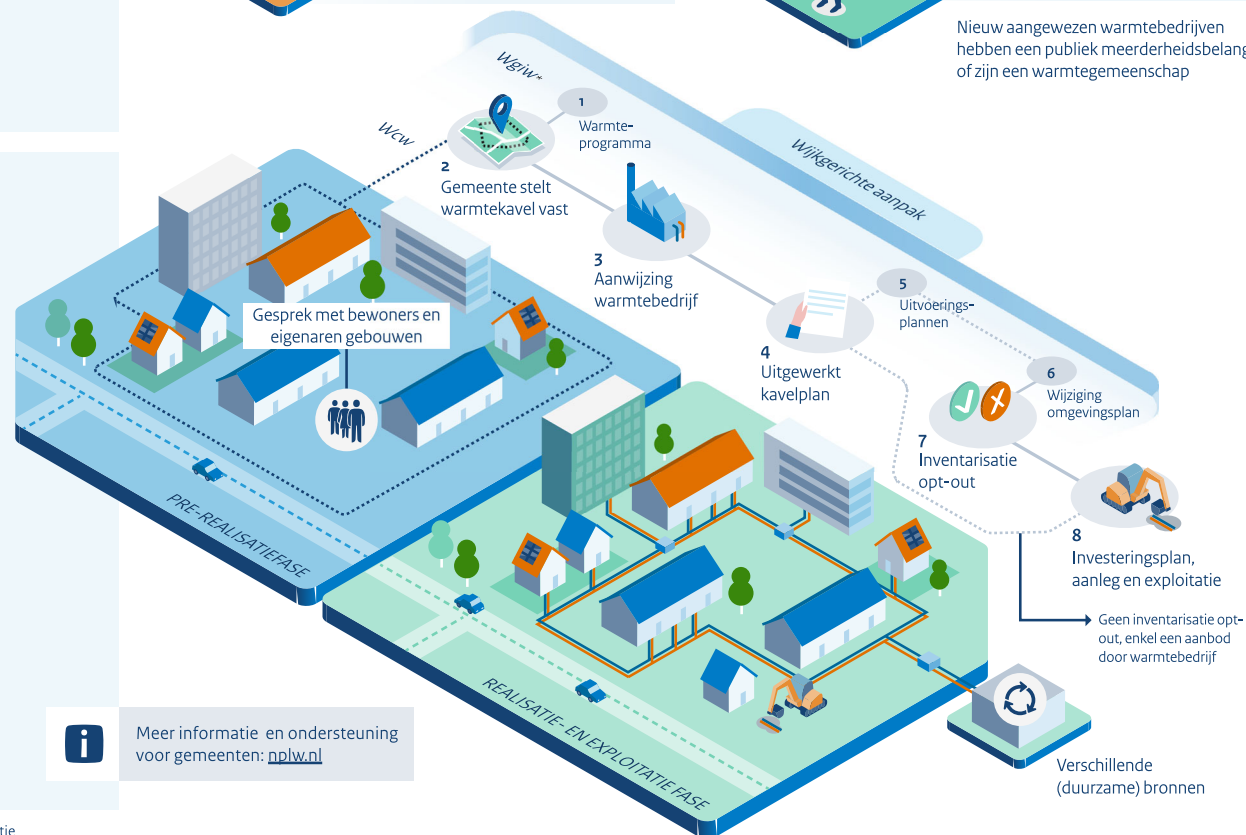 Nieuw aangewezen warmtebedrijven
hebben een publiek meerderheidsbelang
of zijn een warmtegemeenschap
Wgiw*
Wcw
Wijkgerichte aanpak
1
Warmte-
programma
2
Gemeente stelt
warmtekavel vast
3
Aanwijzing
warmtebedrijf
4
Uitgewerkt
kavelplan
5
Uitvoerings-
plannen
6
Wijziging
omgevingsplan
7
Inventarisatie
opt-out
8
Investeringsplan,
aanleg en exploitatie
Geen inventarisatie opt-
out, enkel een aanbod
door warmtebedrijf
Gesprek met bewoners en
eigenaren gebouwen
PRE-REALISATIEFASE
REALISATIE- EN EXPLOITATIE FASE
Verschillende
(duurzame) bronnen
i
Meer informatie en ondersteuning
voor gemeenten: nplw.nl
tie